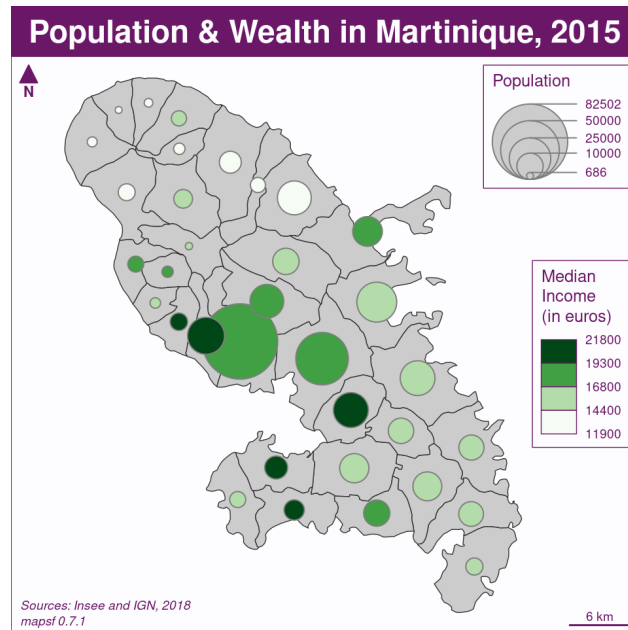 Population & Wealth in Martinique, 2015
N
Population
82502
50000
25000
10000
686
Median
Income
(in euros)
21800
19300
16800
14400
11900
Sources: Insee and IGN, 2018
mapsf 0.7.1
6 km